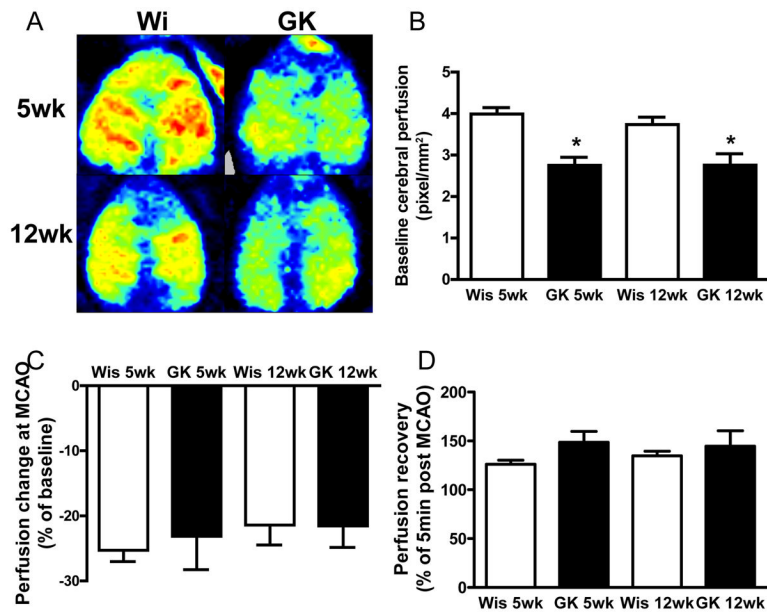 A
Wi GK
5wk
12wk
B
Baseline cerebral perfusion
(pixel/mm²)
5
4
3
2
1
0
* *
Wis 5wk GK 5wk Wis 12wk GK 12wk
C
Perfusion change at MCAO
(% of baseline)
Wis 5wk GK 5wk Wis 12wk GK 12wk
0
-10
-20
-30
D
Perfusion recovery
(% of 5min post MCAO)
200
150
100
50
0
Wis 5wk GK 5wk Wis 12wk GK 12wk